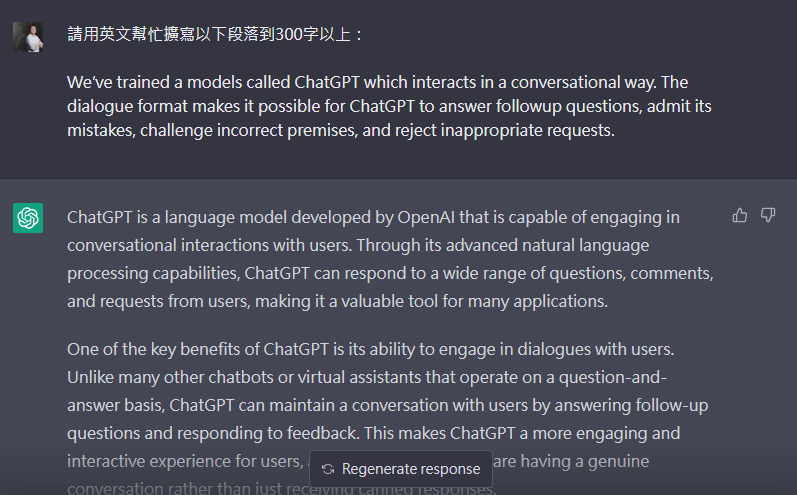 請用英文幫忙擴寫以下段落到300字以上：
We've trained a models called ChatGPT which interacts in a conversational way. The
dialogue format makes it possible for ChatGPT to answer followup questions, admit its
mistakes, challenge incorrect premises, and reject inappropriate requests.
ChatGPT is a language model developed by OpenAI that is capable of engaging in
conversational interactions with users. Through its advanced natural language
processing capabilities, ChatGPT can respond to a wide range of questions, comments,
and requests from users, making it a valuable tool for many applications.
One of the key benefits of ChatGPT is its ability to engage in dialogues with users.
Unlike many other chatbots or virtual assistants that operate on a question-and-
answer basis, ChatGPT can maintain a conversation with users by answering follow-up
questions and responding to feedback. This makes ChatGPT a more engaging and
interactive experience for users, are having a genuine
Regenerate response
conversation rather than just receiving canned responses.